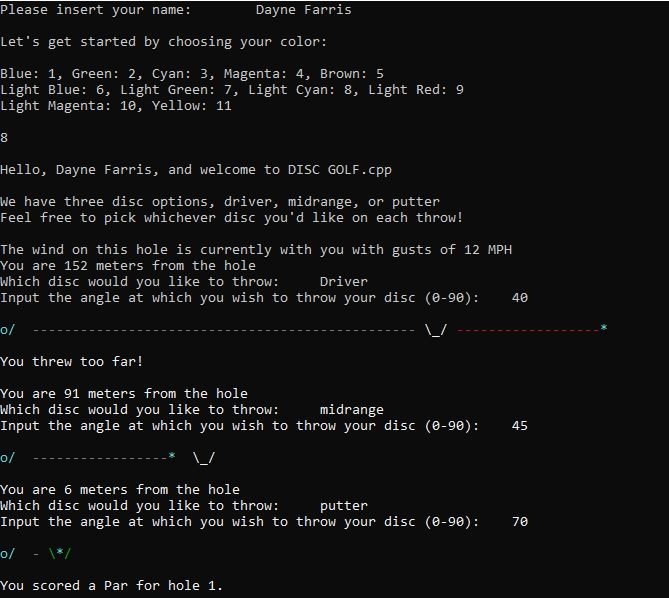 Please insert your name:        Dayne Farris
Let's get started by choosing your color:
Blue: 1, Green: 2, Cyan: 3, Magenta: 4, Brown: 5
Light Blue: 6, Light Green: 7, Light Cyan: 8, Light Red: 9
Light Magenta: 10, Yellow: 11
8
Hello, Dayne Farris, and welcome to DISC GOLF.cpp
We have three disc options, driver, midrange, or putter
Feel free to pick whichever disc you'd like on each throw!
The wind on this hole is currently with you with gusts of 12 MPH
You are 152 meters from the hole
Which disc would you like to throw:     Driver
Input the angle at which you wish to throw your disc (0-90):    40
o/  ------------------------------------------------ \_/ ------------------*
You threw too far!
You are 91 meters from the hole
Which disc would you like to throw:     midrange
Input the angle at which you wish to throw your disc (0-90):    45
o/  -----------------*  \_/
You are 6 meters from the hole
Which disc would you like to throw:     putter
Input the angle at which you wish to throw your disc (0-90):    70
o/  - \*/
You scored a Par for hole 1.